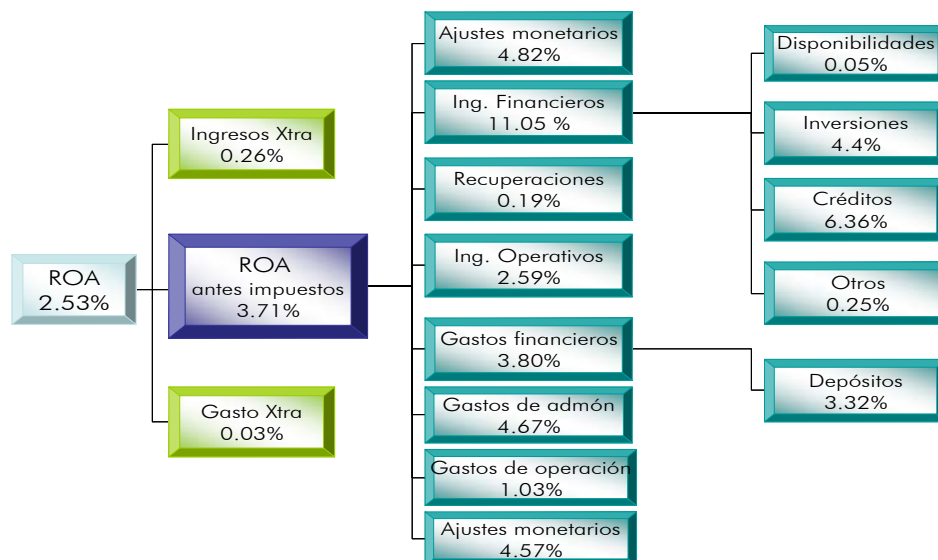 ROA
2.53%
Ingresos Xtra
0.26%
ROA
antes impuestos
3.71%
Gasto Xtra
0.03%
Ajustes monetarios
4.82%
Ing. Financieros
11.05 %
Recuperaciones
0.19%
Ing. Operativos
2.59%
Gastos financieros
3.80%
Gastos de admón
4.67%
Gastos de operación
1.03%
Ajustes monetarios
4.57%
Disponibilidades
0.05%
Inversiones
4.4%
Créditos
6.36%
Otros
0.25%
Depósitos
3.32%